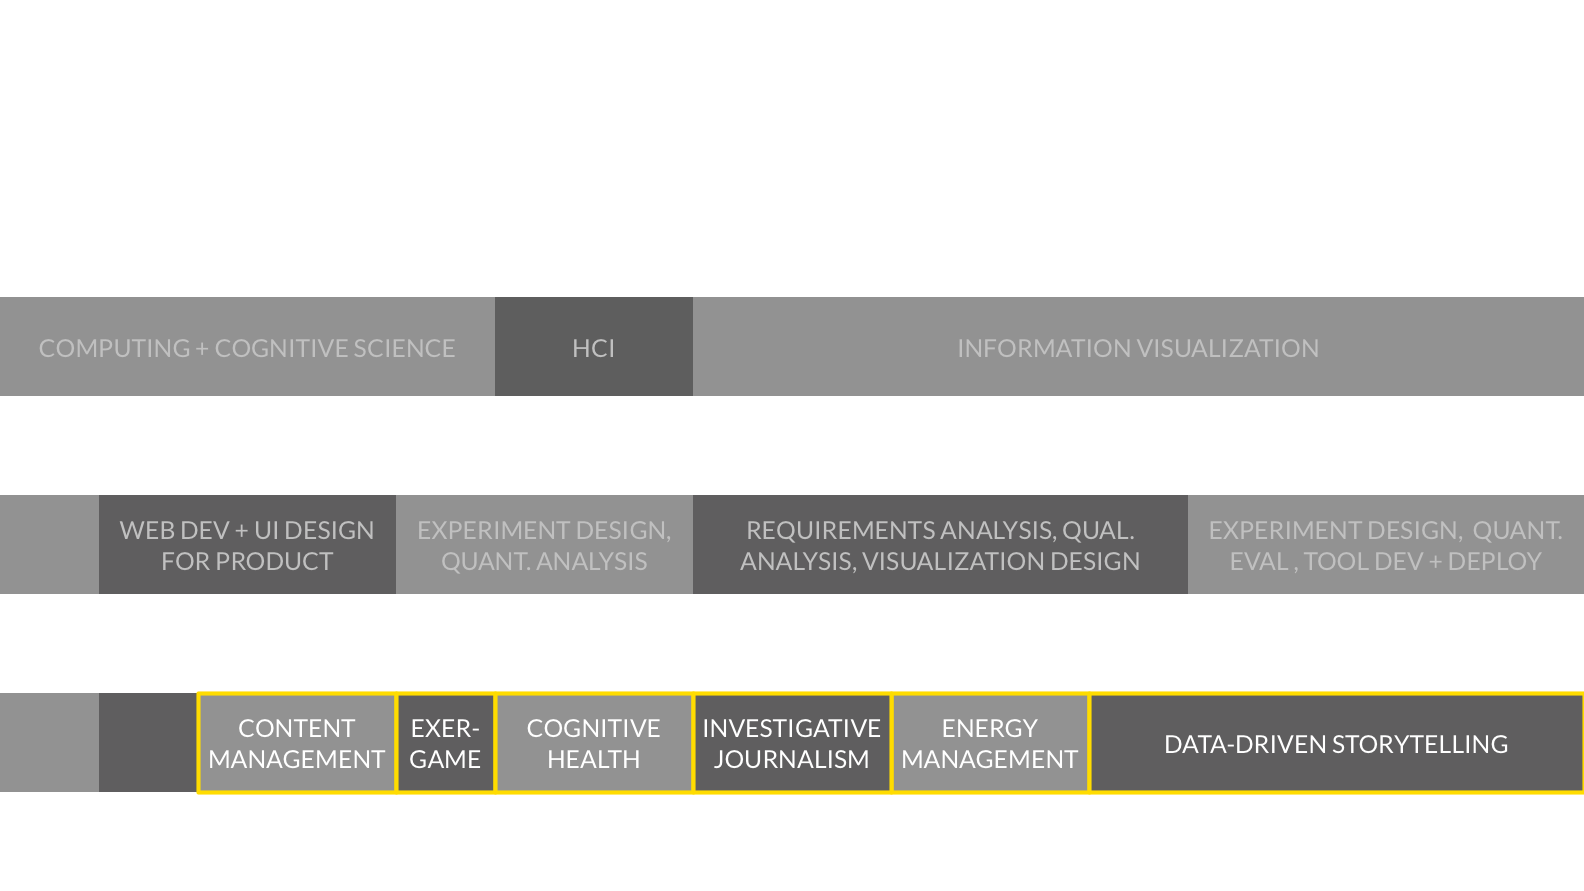 COMPUTING + COGNITIVE SCIENCE
HCI
INFORMATION VISUALIZATION
WEB DEV + UI DESIGN
FOR PRODUCT
EXPERIMENT DESIGN,
QUANT. ANALYSIS
REQUIREMENTS ANALYSIS, QUAL.
ANALYSIS, VISUALIZATION DESIGN
EXPERIMENT DESIGN, QUANT.
EVAL , TOOL DEV + DEPLOY
CONTENT
MANAGEMENT
EXER-
GAME
COGNITIVE
HEALTH
INVESTIGATIVE
JOURNALISM
ENERGY
MANAGEMENT
DATA-DRIVEN STORYTELLING